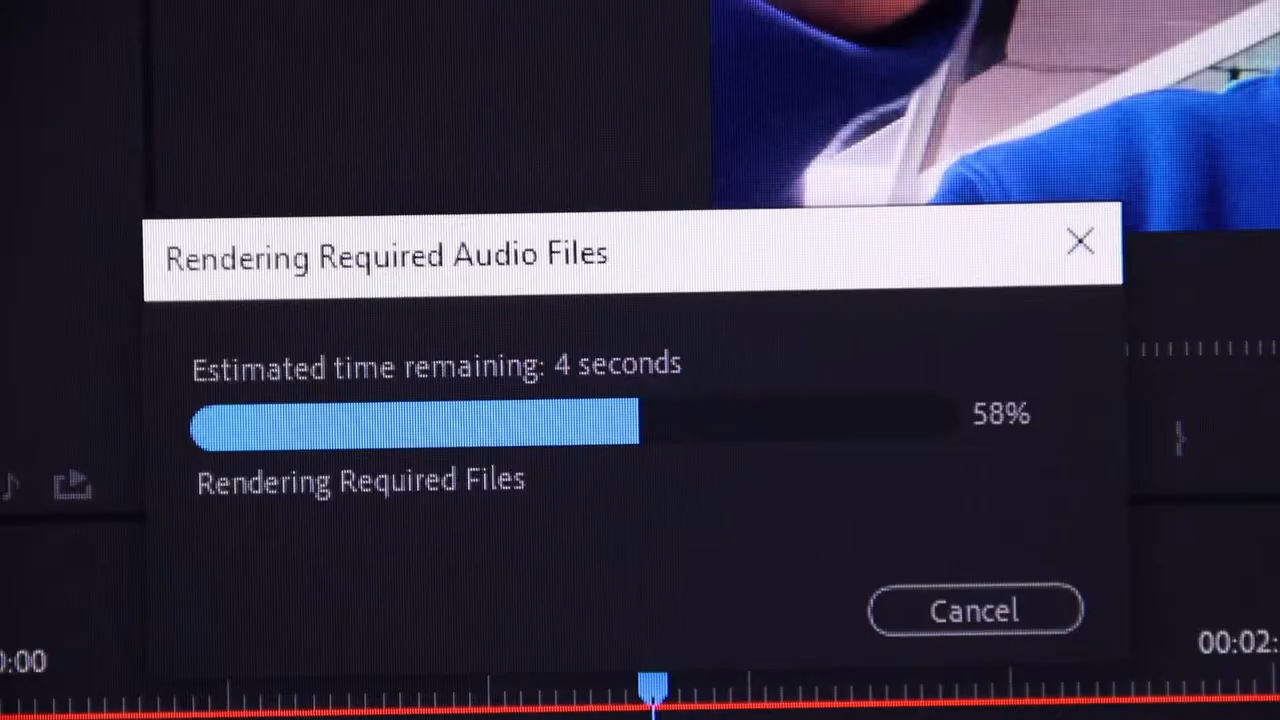 Rendering Required Audio Files
Estimated time remaining: 4 seconds
58%
Rendering Required Files
Cancel
0:00
00:02: